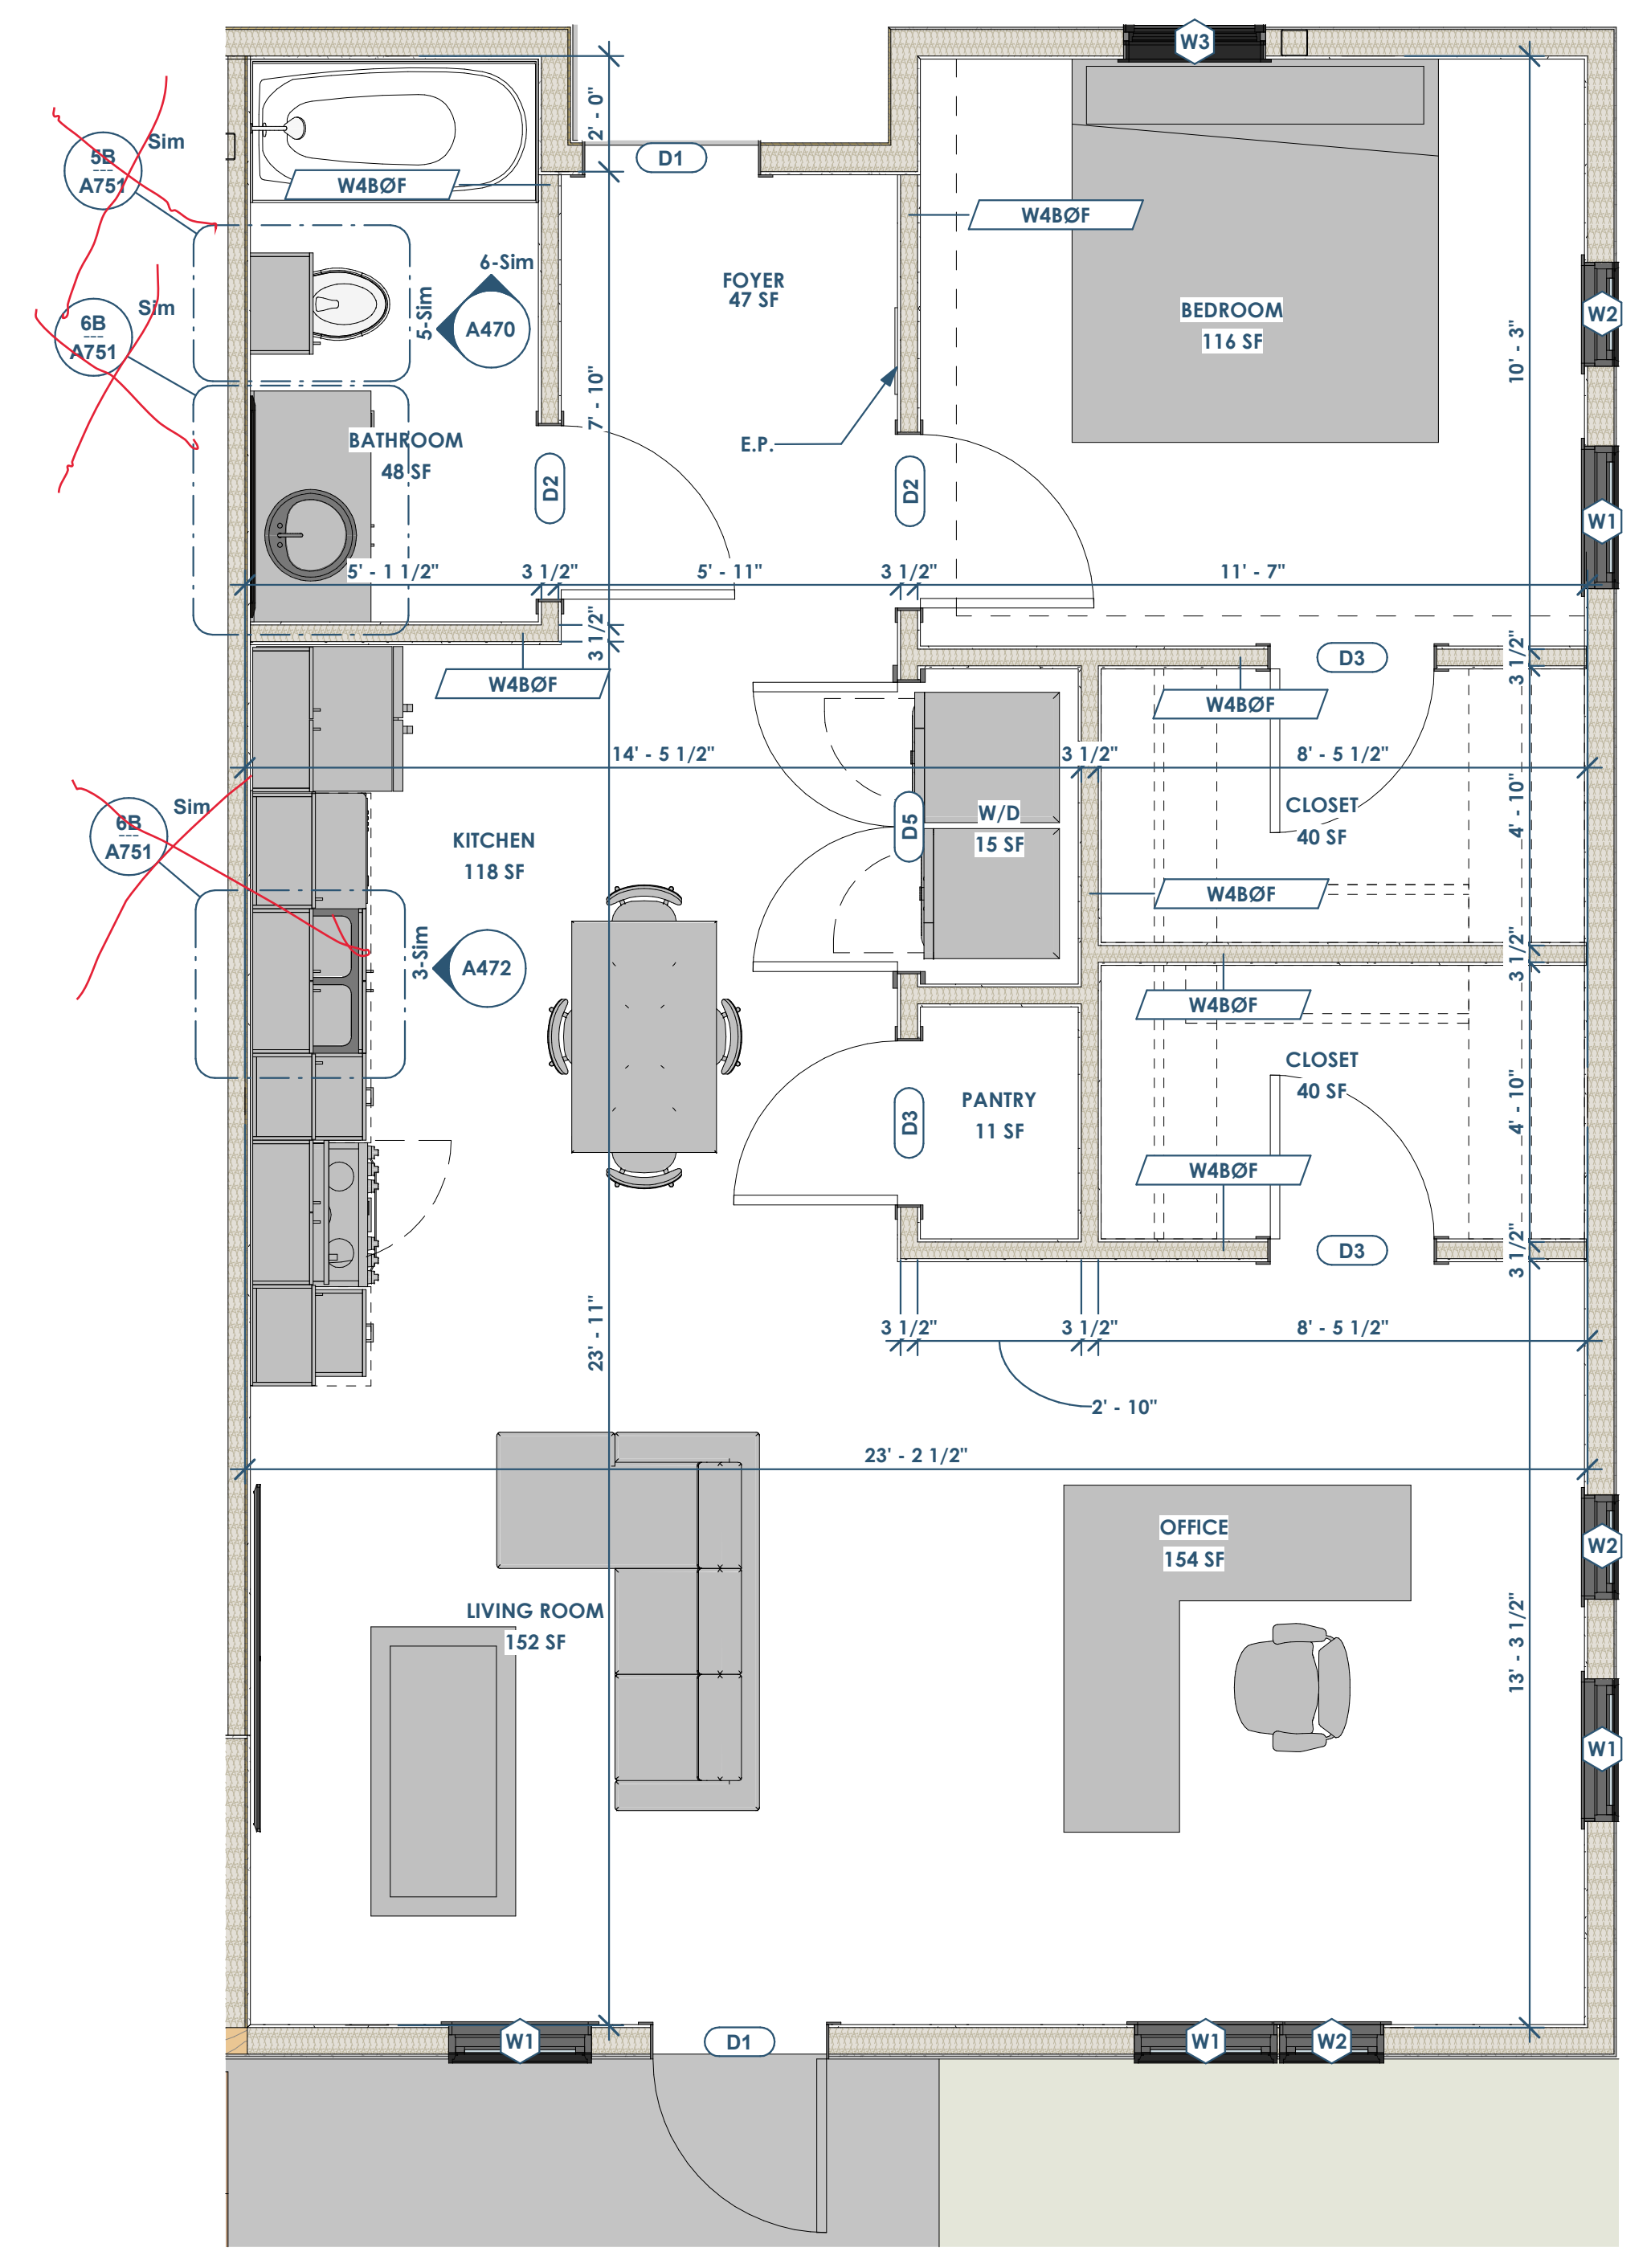 W3
2' - 0"
D1
Sim
5B
A751
W4BØF
W4BØF
6-Sim
5-Sim
A470
FOYER
47 SF
BEDROOM
116 SF
W2
Sim
6B
A751
10' - 3"
7' - 10"
E.P.
BATHROOM
48 SF
D2
D2
W1
5' - 1 1/2"
3 1/2"
5' - 11"
3 1/2"
11' - 7"
3 1/2"
D3
3 1/2"
W4BØF
W4BØF
14' - 5 1/2"
3 1/2"
8' - 5 1/2"
Sim
6B
A751
KITCHEN
118 SF
D5
W/D
15 SF
CLOSET
40 SF
4' - 10"
W4BØF
3-Sim
A472
3 1/2"
W4BØF
CLOSET
40 SF
4' - 10"
D3
PANTRY
11 SF
W4BØF
D3
3 1/2"
23' - 11"
3 1/2"
3 1/2"
8' - 5 1/2"
2' - 10"
23' - 2 1/2"
OFFICE
154 SF
W2
LIVING ROOM
152 SF
13' - 3 1/2"
W1
W1
D1
W1
W2